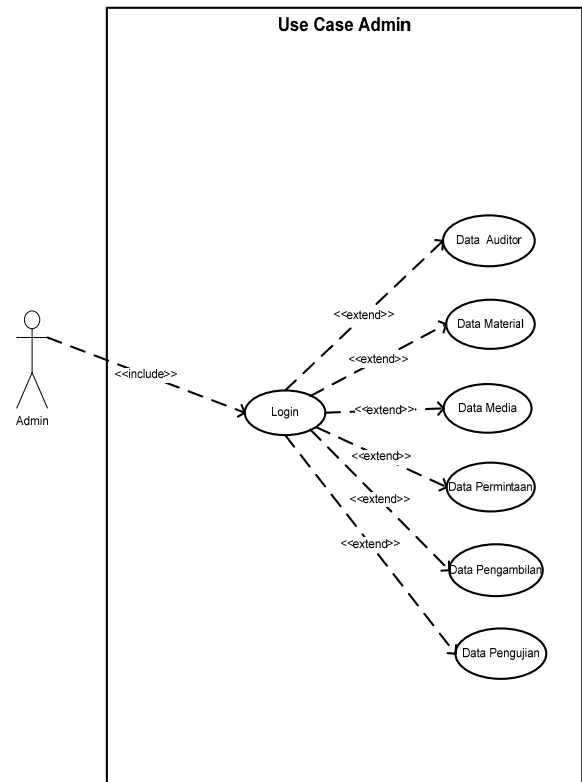 Use Case Admin
Data Auditor
<<extend>>
Data Material
<<extend>>
<<include>>
Admin
Login
<<extend>>
Data Media
<<extend>>
Data Permintaan
<<extend>>
<<extend>>
Data Pengambilan
Data Pengujian